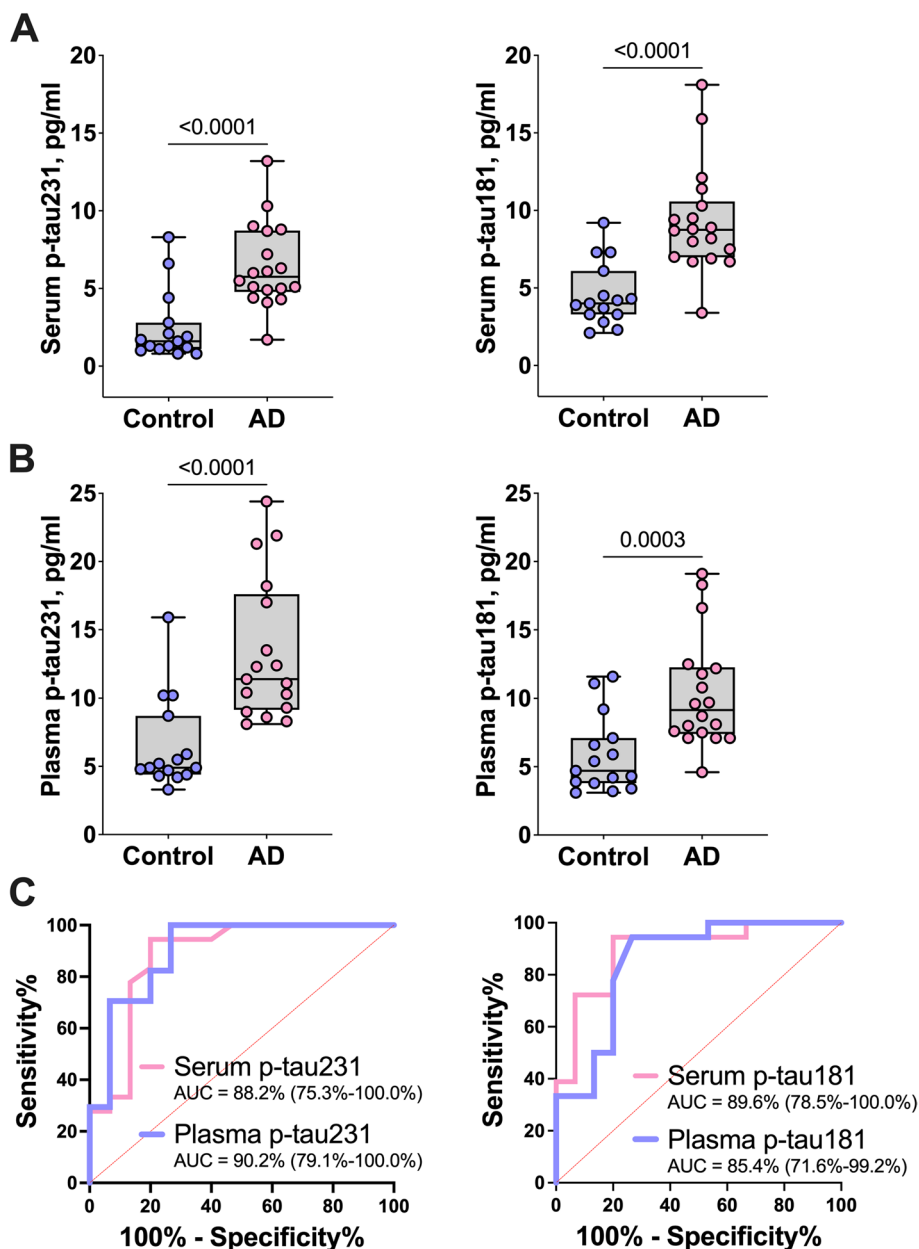 A
Serum p-tau231, pg/ml
20
15
10
5
0
<0.0001
Control AD
Serum p-tau181, pg/ml
20
15
10
5
0
<0.0001
Control AD
B
Plasma p-tau231, pg/ml
25
20
15
10
5
0
<0.0001
Control AD
Plasma p-tau181, pg/ml
25
20
15
10
5
0
0.0003
Control AD
C
Sensitivity%
100
80
60
40
20
0
Serum p-tau231
AUC = 88.2% (75.3%-100.0%)
Plasma p-tau231
AUC = 90.2% (79.1%-100.0%)
0 20 40 60 80 100
100% - Specificity%
Sensitivity%
100
80
60
40
20
0
Serum p-tau181
AUC = 89.6% (78.5%-100.0%)
Plasma p-tau181
AUC = 85.4% (71.6%-99.2%)
0 20 40 60 80 100
100% - Specificity%